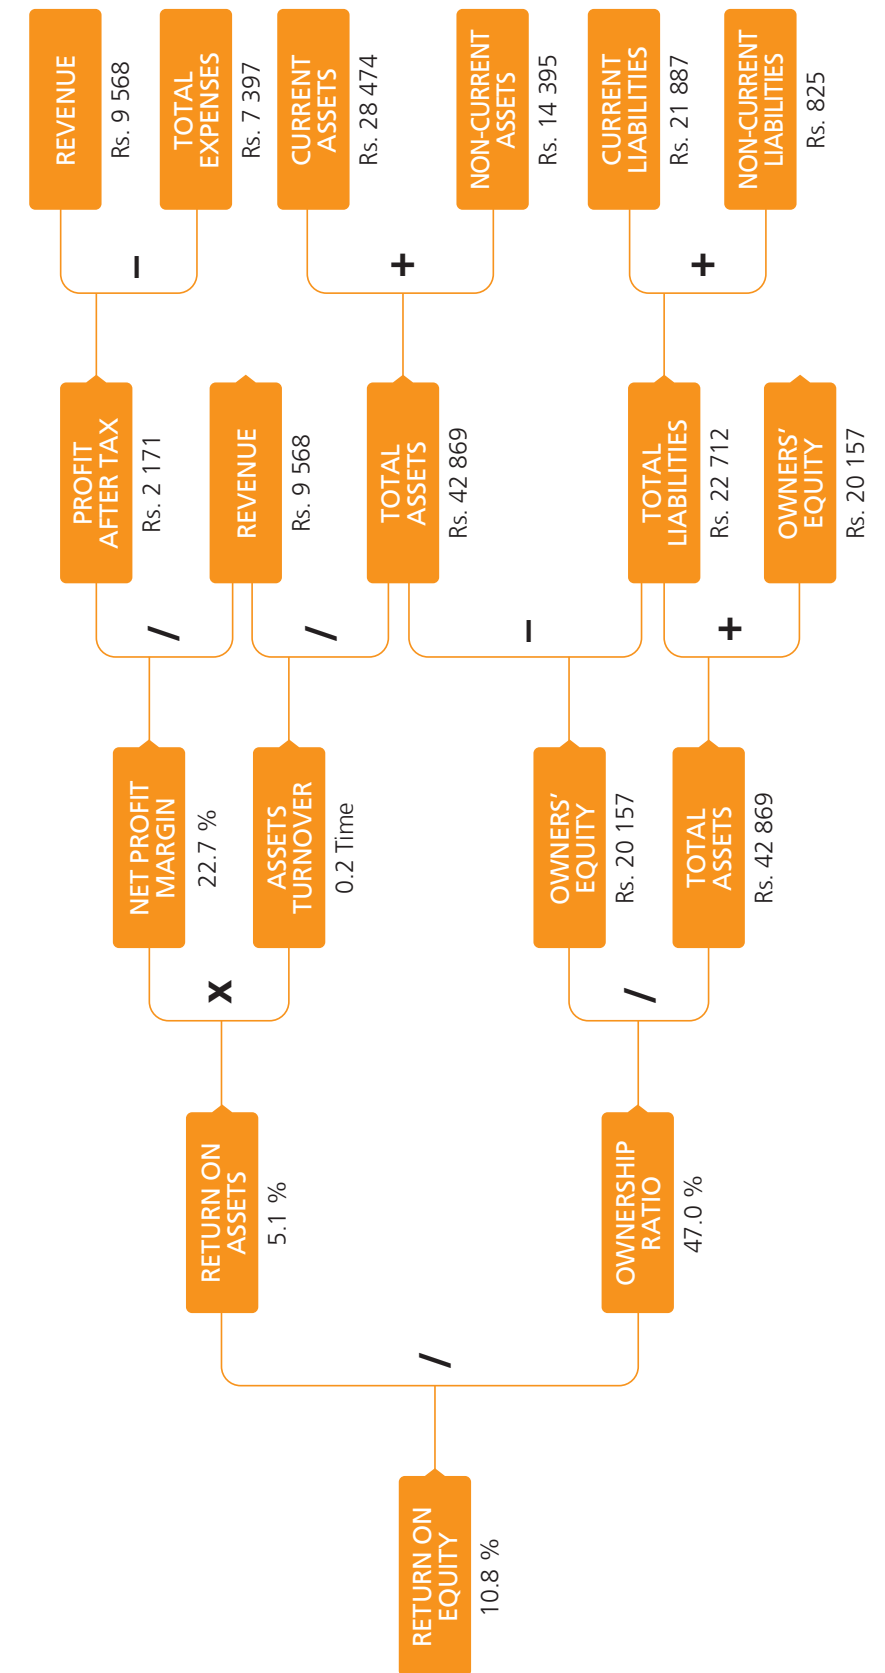 RETURN ON
EQUITY
10.8 %
/
RETURN ON
ASSETS
5.1 %
OWNERSHIP
RATIO
47.0 %
x
/
NET PROFIT
MARGIN
22.7 %
ASSETS
TURNOVER
0.2 Time
OWNERS’
EQUITY
Rs. 20 157
TOTAL
ASSETS
Rs. 42 869
/
/
–
+
PROFIT
AFTER TAX
Rs. 2 171
REVENUE
Rs. 9 568
TOTAL
ASSETS
Rs. 42 869
TOTAL
LIABILITIES
Rs. 22 712
OWNERS’
EQUITY
Rs. 20 157
–
+
+
REVENUE
Rs. 9 568
TOTAL
EXPENSES
Rs. 7 397
CURRENT
ASSETS
Rs. 28 474
NON-CURRENT
ASSETS
Rs. 14 395
CURRENT
LIABILITIES
Rs. 21 887
NON-CURRENT
LIABILITIES
Rs. 825